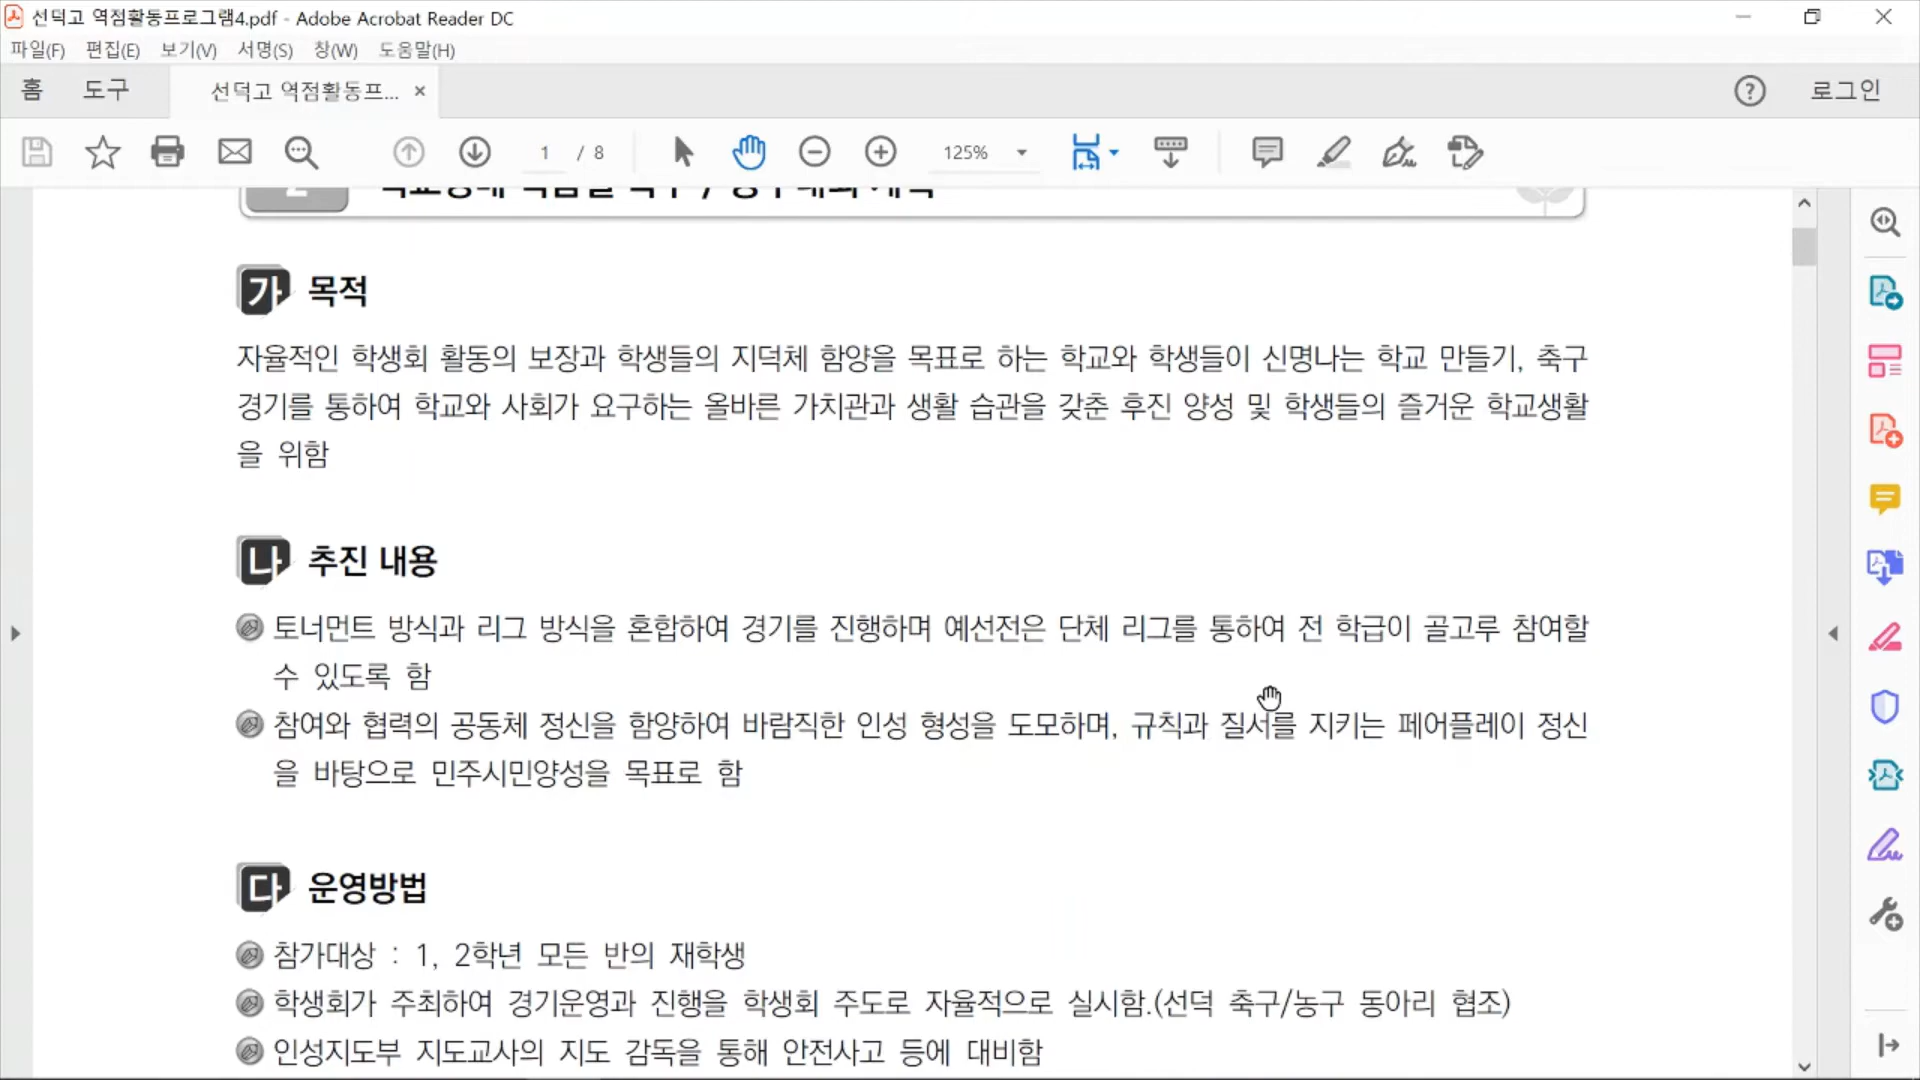 선덕고 역점활동프로그램4.pdf - Adobe Acrobat Reader DC
파일(F) 편집(E) 보기(V) 서명(S) 창(W) 도움말(H)
홈 도구 선덕고 역점활동프... × 로그인
1 / 8 125%
가 목적
자율적인 학생회 활동의 보장과 학생들의 지덕체 함양을 목표로 하는 학교와 학생들이 신명나는 학교 만들기, 축구
경기를 통하여 학교와 사회가 요구하는 올바른 가치관과 생활 습관을 갖춘 후진 양성 및 학생들의 즐거운 학교생활
을 위함
나 추진 내용
토너먼트 방식과 리그 방식을 혼합하여 경기를 진행하며 예선전은 단체 리그를 통하여 전 학급이 골고루 참여할
수 있도록 함
참여와 협력의 공동체 정신을 함양하여 바람직한 인성 형성을 도모하며, 규칙과 질서를 지키는 페어플레이 정신
을 바탕으로 민주시민양성을 목표로 함
다 운영방법
참가대상 : 1, 2학년 모든 반의 재학생
학생회가 주최하여 경기운영과 진행을 학생회 주도로 자율적으로 실시함.(선덕 축구/농구 동아리 협조)
인성지도부 지도교사의 지도 감독을 통해 안전사고 등에 대비함